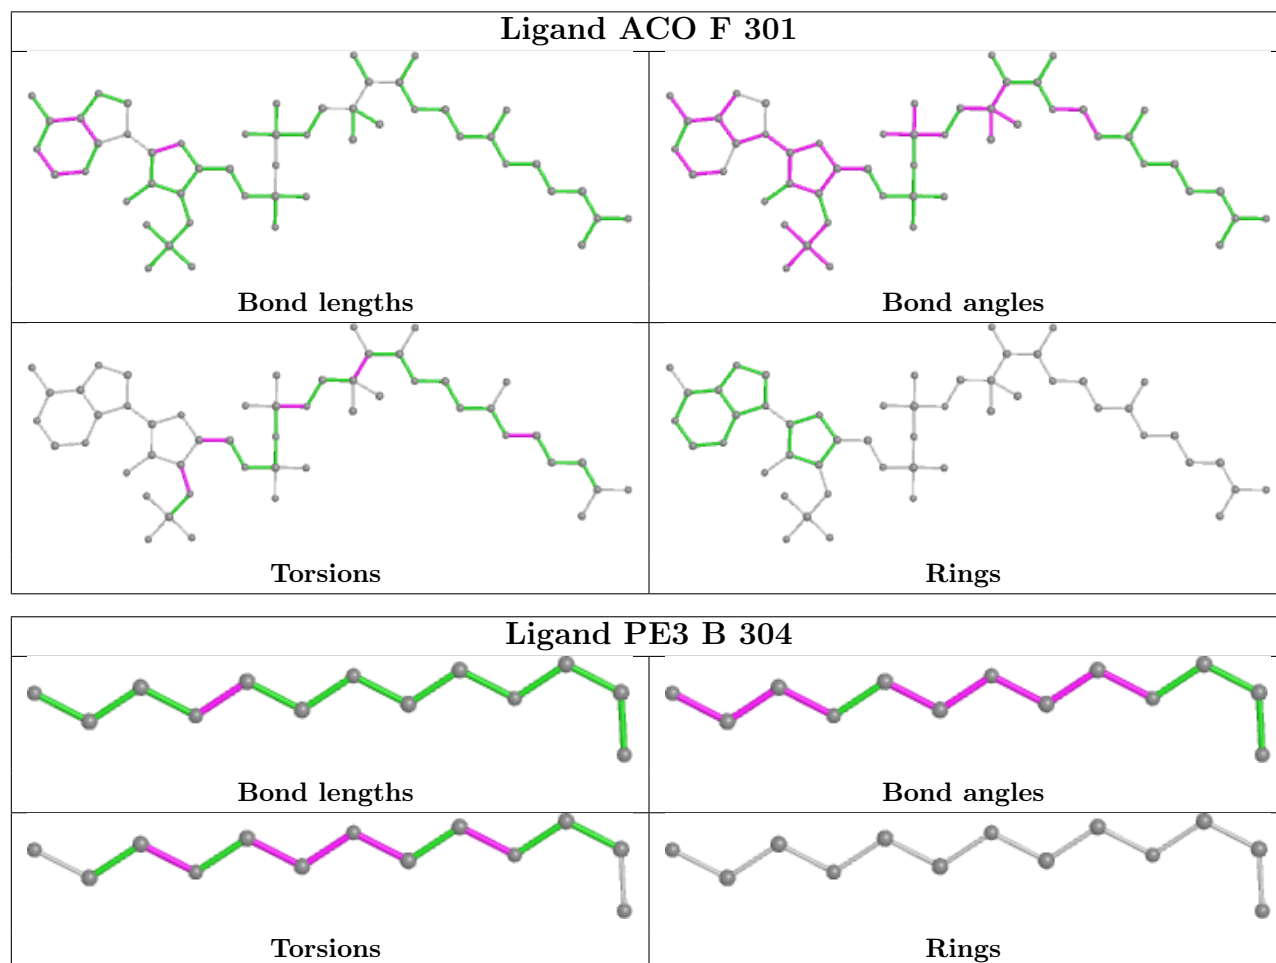 Ligand ACO F 301
Bond lengths
Bond angles
Torsions
Rings
Ligand PE3 B 304
Bond lengths
Bond angles
Torsions
Rings